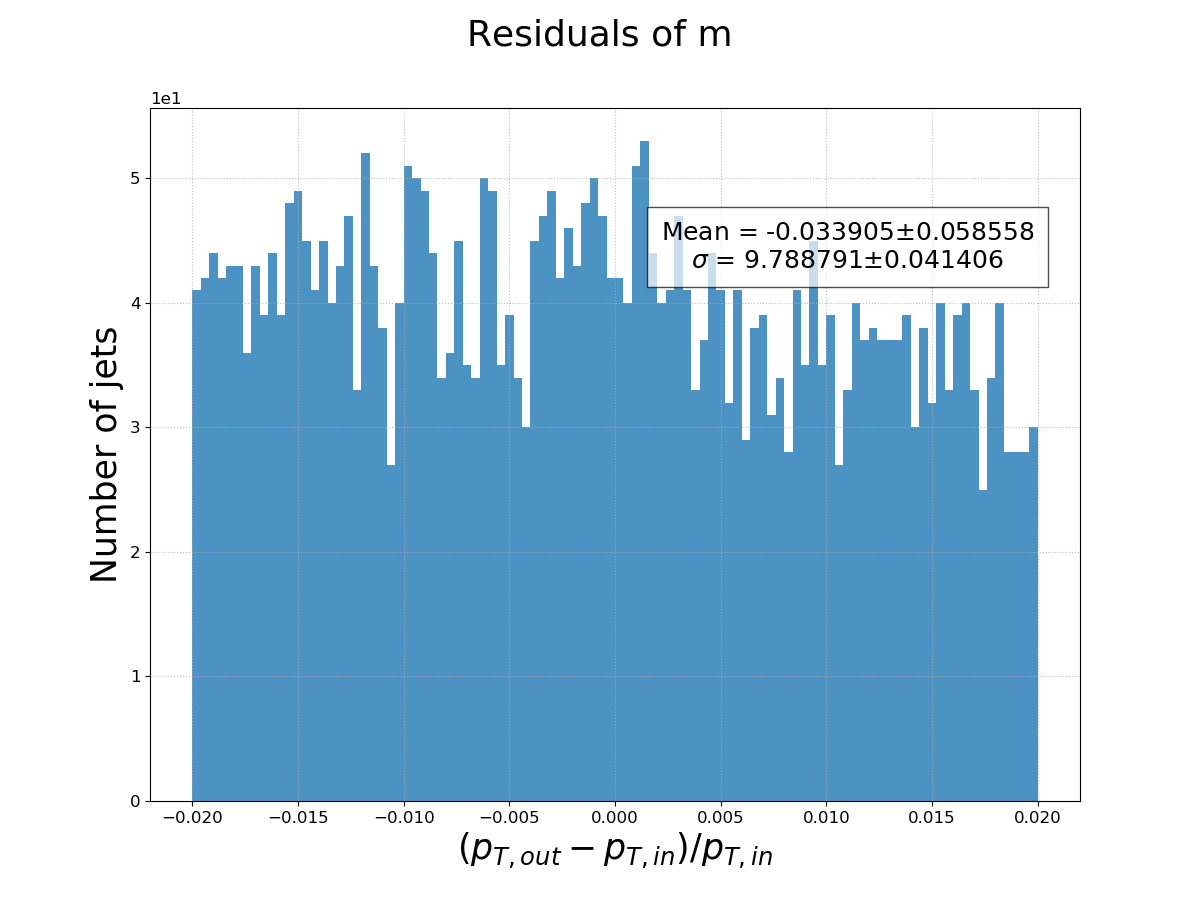 Residuals of m
1e1
5
4
3
2
1
0
Number of jets
Mean = -0.033905±0.058558
σ = 9.788791±0.041406
−0.020 −0.015 −0.010 −0.005 0.000 0.005 0.010 0.015 0.020
(p_{T,out} − p_{T,in})/p_{T,in}